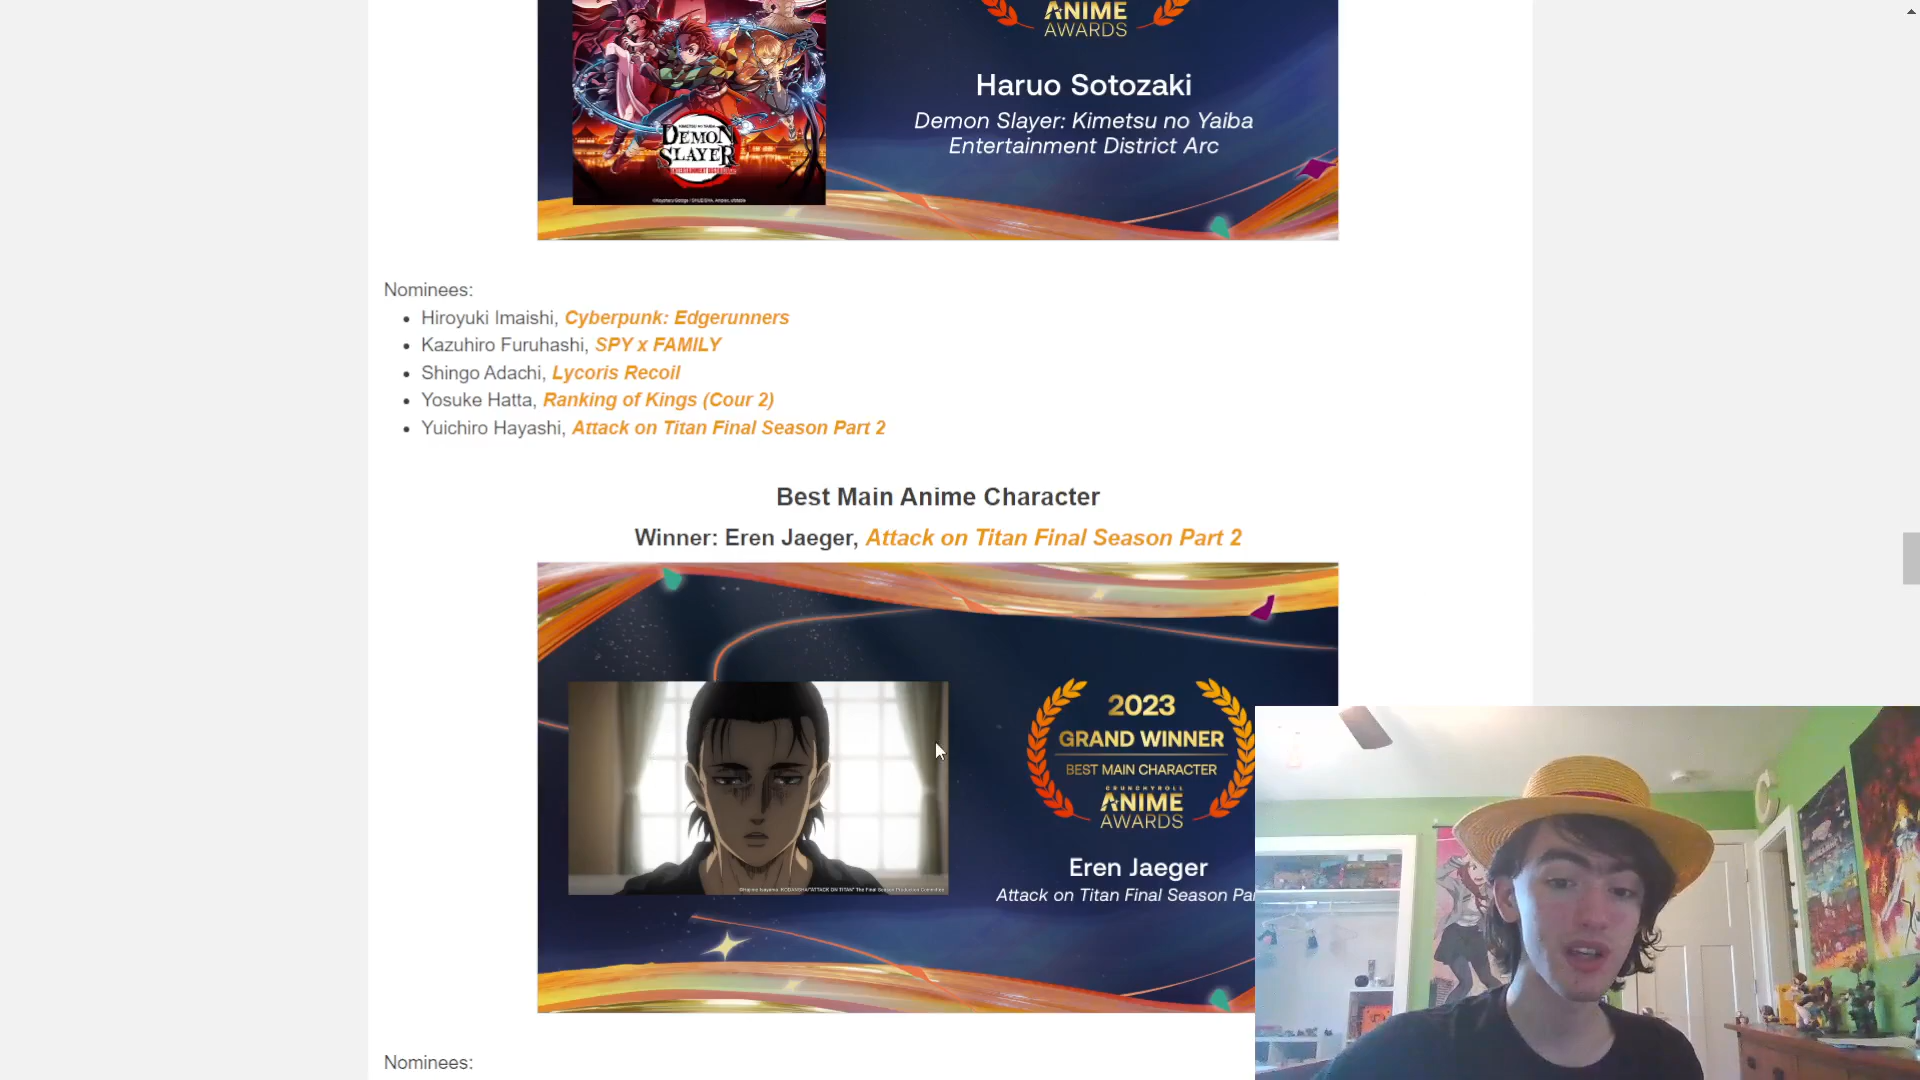 ANIME
AWARDS
Haruo Sotozaki
Demon Slayer: Kimetsu no Yaiba
Entertainment District Arc
DEMON
SLAYER
Nominees:
Hiroyuki Imaishi, Cyberpunk: Edgerunners
Kazuhiro Furuhashi, SPY x FAMILY
Shingo Adachi, Lycoris Recoil
Yosuke Hatta, Ranking of Kings (Cour 2)
Yuichiro Hayashi, Attack on Titan Final Season Part 2
Best Main Anime Character
Winner: Eren Jaeger, Attack on Titan Final Season Part 2
2023
GRAND WINNER
BEST MAIN CHARACTER
CRUNCHYROLL
ANIME
AWARDS
Eren Jaeger
Attack on Titan Final Season Pa
Nominees: